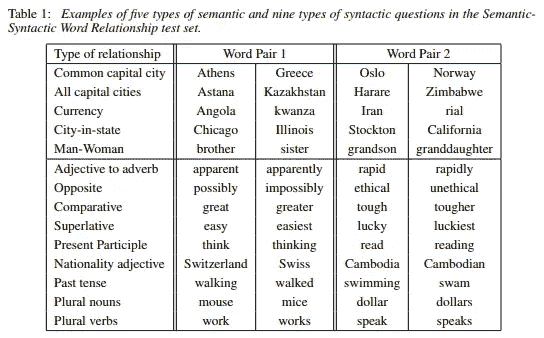 Table 1: Examples of five types of semantic and nine types of syntactic questions in the Semantic-
Syntactic Word Relationship test set.
Type of relationship Word Pair 1 Word Pair 2
Common capital city Athens Greece Oslo Norway
All capital cities Astana Kazakhstan Harare Zimbabwe
Currency Angola kwanza Iran rial
City-in-state Chicago Illinois Stockton California
Man-Woman brother sister grandson granddaughter
Adjective to adverb apparent apparently rapid rapidly
Opposite possibly impossibly ethical unethical
Comparative great greater tough tougher
Superlative easy easiest lucky luckiest
Present Participle think thinking read reading
Nationality adjective Switzerland Swiss Cambodia Cambodian
Past tense walking walked swimming swam
Plural nouns mouse mice dollar dollars
Plural verbs work works speak speaks